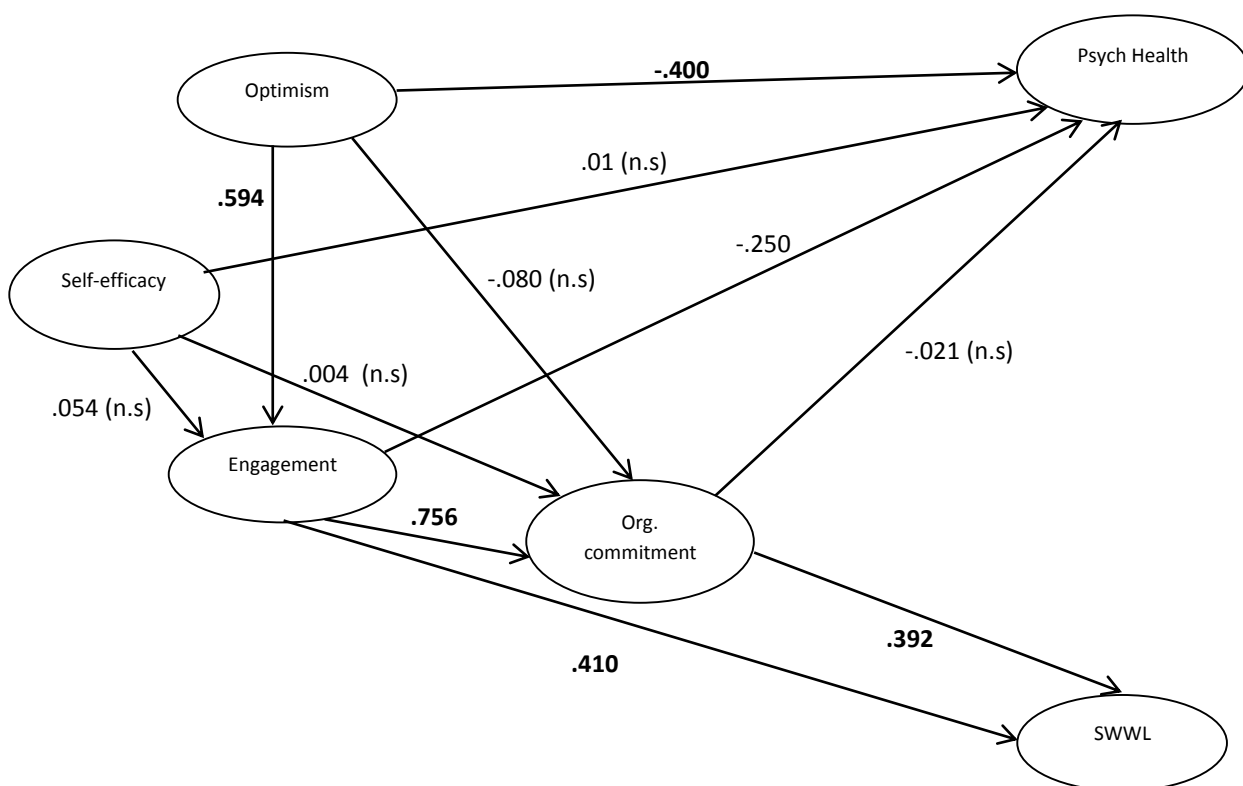 Psych Health
-.400
Optimism
.01 (n.s)
.594
-.250
Self-efficacy
-.080 (n.s)
-.021 (n.s)
.004  (n.s)
.054 (n.s)
Engagement
.756
Org.
commitment
.392
.410
SWWL